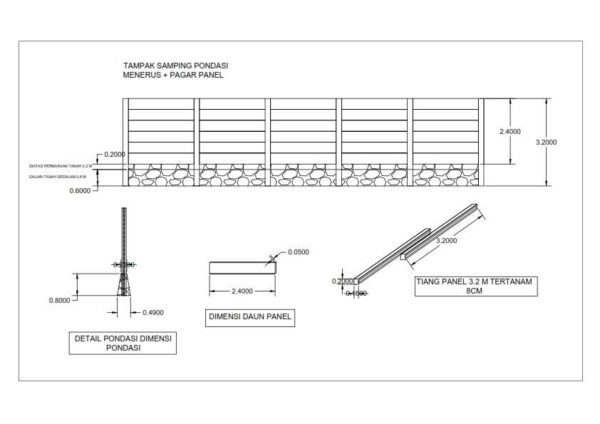 TAMPAK SAMPING PONDASI
MENERUS + PAGAR PANEL
0.2000
2.4000
3.2000
DIATAS PERMUKAAN TANAH 0,2 M
GALIAN TANAH SEDALAM 0,6 M
0.6000
3.2000
0.0500
0.8000
0.4900
2.4000
0.2000
TIANG PANEL 3.2 M TERTANAM
8CM
DIMENSI DAUN PANEL
DETAIL PONDASI DIMENSI
PONDASI